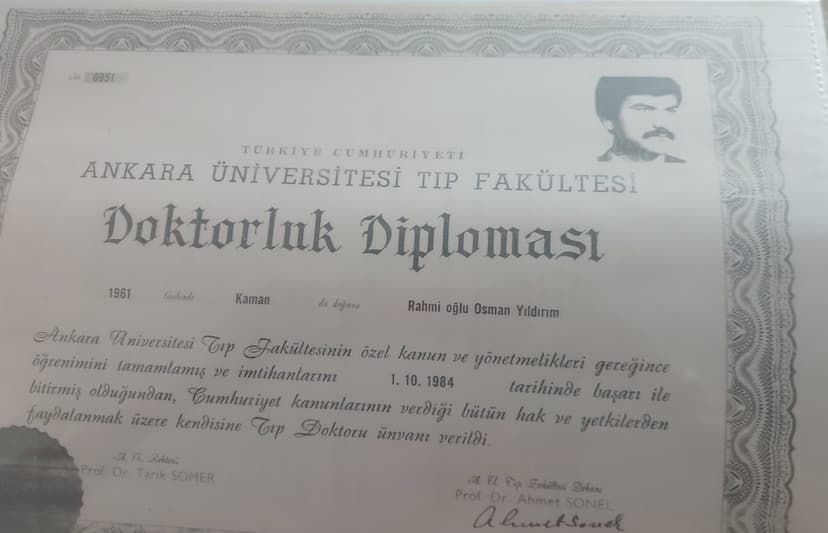 6951
TÜRKİYE CUMHURİYETİ
ANKARA ÜNİVERSİTESİ TIP FAKÜLTESİ
Doktorluk Diploması
1961 tarihinde Kaman da doğmuş Rahmi oğlu Osman Yıldırım
Ankara Üniversitesi Tıp Fakültesinin özel kanun ve yönetmelikleri gereğince
öğrenimini tamamlamış ve imtihanlarını 1. 10. 1984 tarihinde başarı ile
bitirmiş olduğundan, Cumhuriyet kanunlarının verdiği bütün hak ve yetkilerden
faydalanmak üzere kendisine Tıp Doktoru ünvanı verildi.
A. Ü. Rektörü
Prof. Dr. Tarık SOMER
A. Ü. Tıp Fakültesi Dekanı
Prof. Dr. Ahmet SONEL
Ahmet Sonel